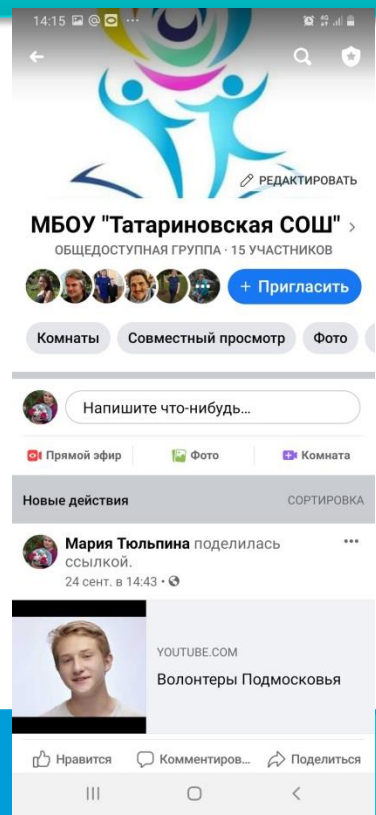 14:15
РЕДАКТИРОВАТЬ
МБОУ "Татариновская СОШ" >
ОБЩЕДОСТУПНАЯ ГРУППА · 15 УЧАСТНИКОВ
+ Пригласить
Комнаты Совместный просмотр Фото
Напишите что-нибудь...
Прямой эфир Фото Комната
Новые действия СОРТИРОВКА
Мария Тюльпина поделилась
ссылкой.
24 сент. в 14:43 ·
YOUTUBE.COM
Волонтеры Подмосковья
Нравится Комментиров... Поделиться